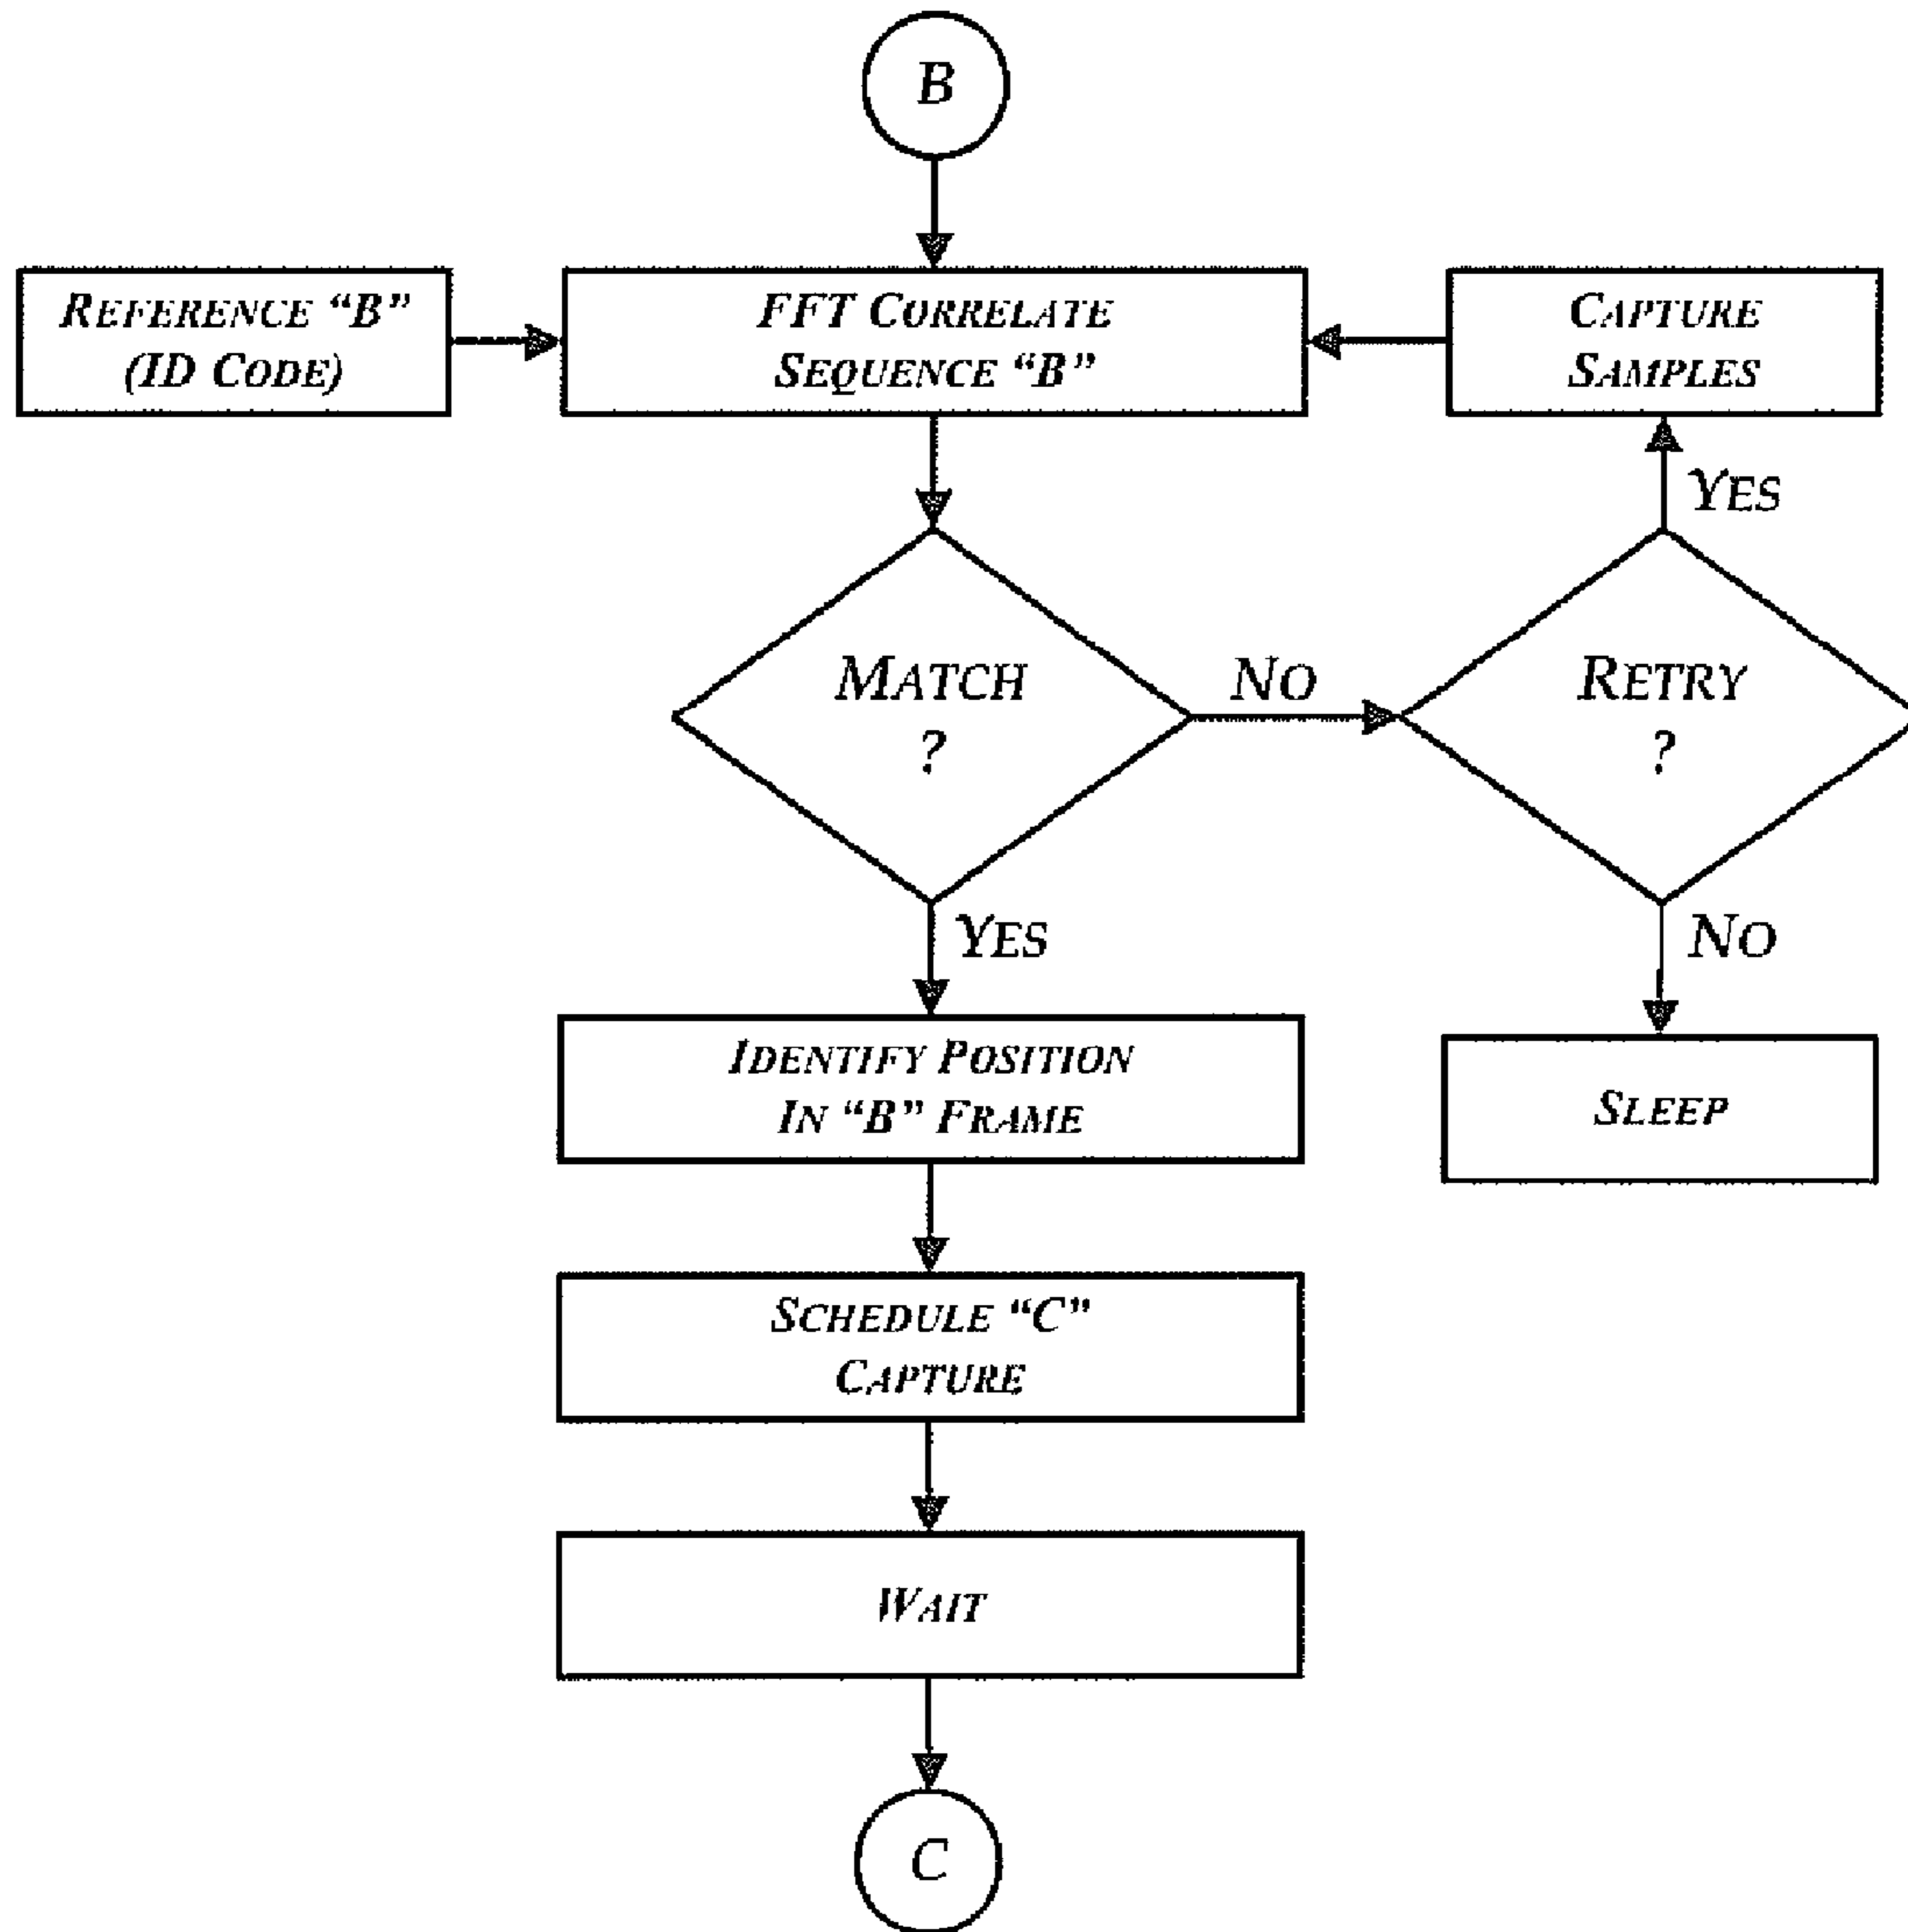 B
REFERENCE “B”
(ID CODE)
FFT CORRELATE
SEQUENCE “B”
CAPTURE
SAMPLES
YES
MATCH
?
NO
RETRY
?
YES
NO
IDENTIFY POSITION
IN “B” FRAME
SLEEP
SCHEDULE “C”
CAPTURE
WAIT
C